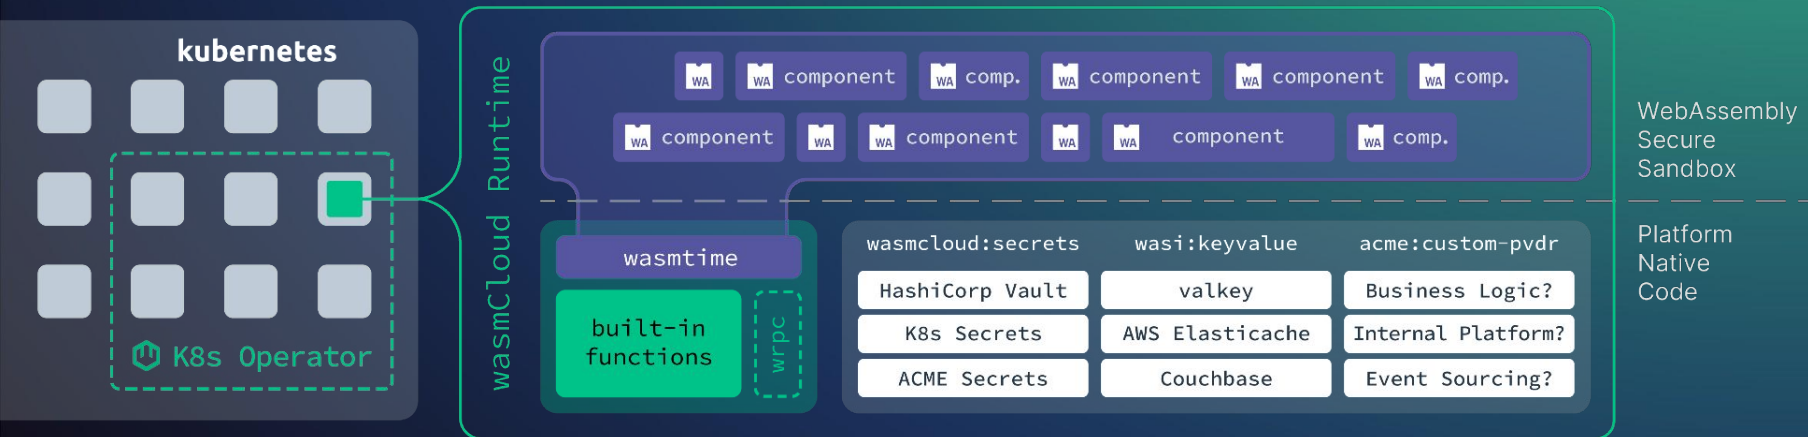 kubernetes
K8s Operator
wasmCloud Runtime
WA
WA component
WA comp.
WA component
WA component
WA comp.
WA component
WA
WA component
WA
WA component
WA comp.
WebAssembly
Secure
Sandbox
wasmtime
built-in
functions
wrpc
wasmcloud:secrets
HashiCorp Vault
K8s Secrets
ACME Secrets
wasi:keyvalue
valkey
AWS Elasticache
Couchbase
acme:custom-pvdr
Business Logic?
Internal Platform?
Event Sourcing?
Platform
Native
Code